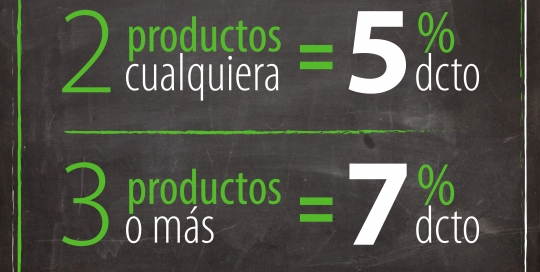 2 productos cualquiera = 5% dcto
3 productos o más = 7% dcto